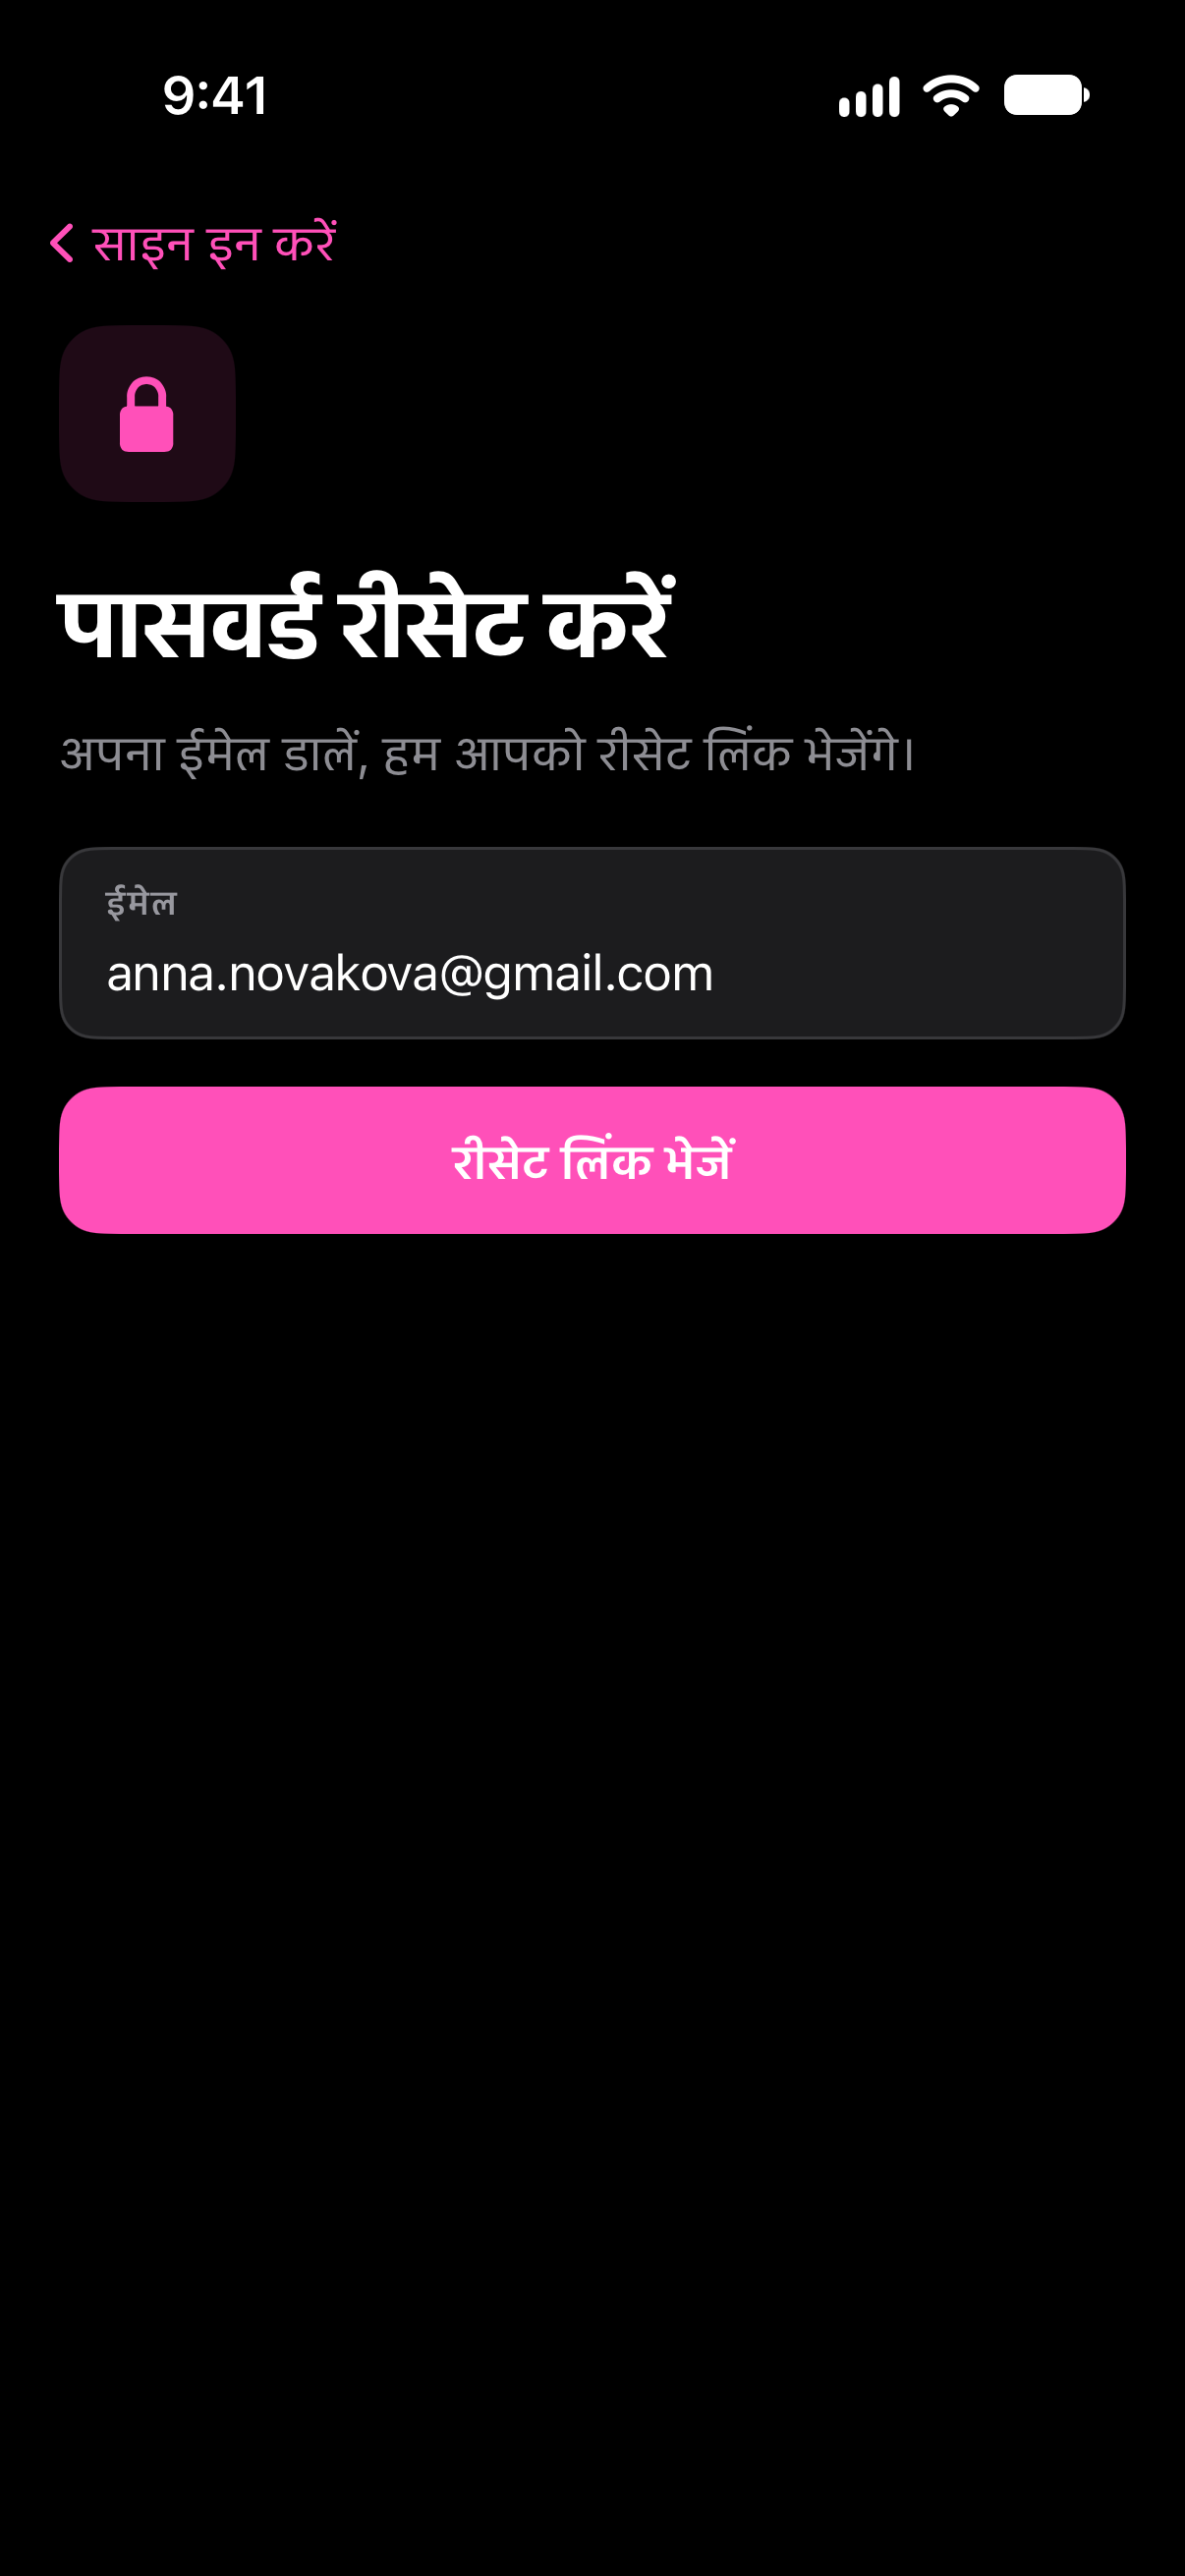 9:41
साइन इन करें
पासवर्ड रीसेट करें
अपना ईमेल डालें, हम आपको रीसेट लिंक भेजेंगे।
ईमेल
anna.novakova@gmail.com
रीसेट लिंक भेजें